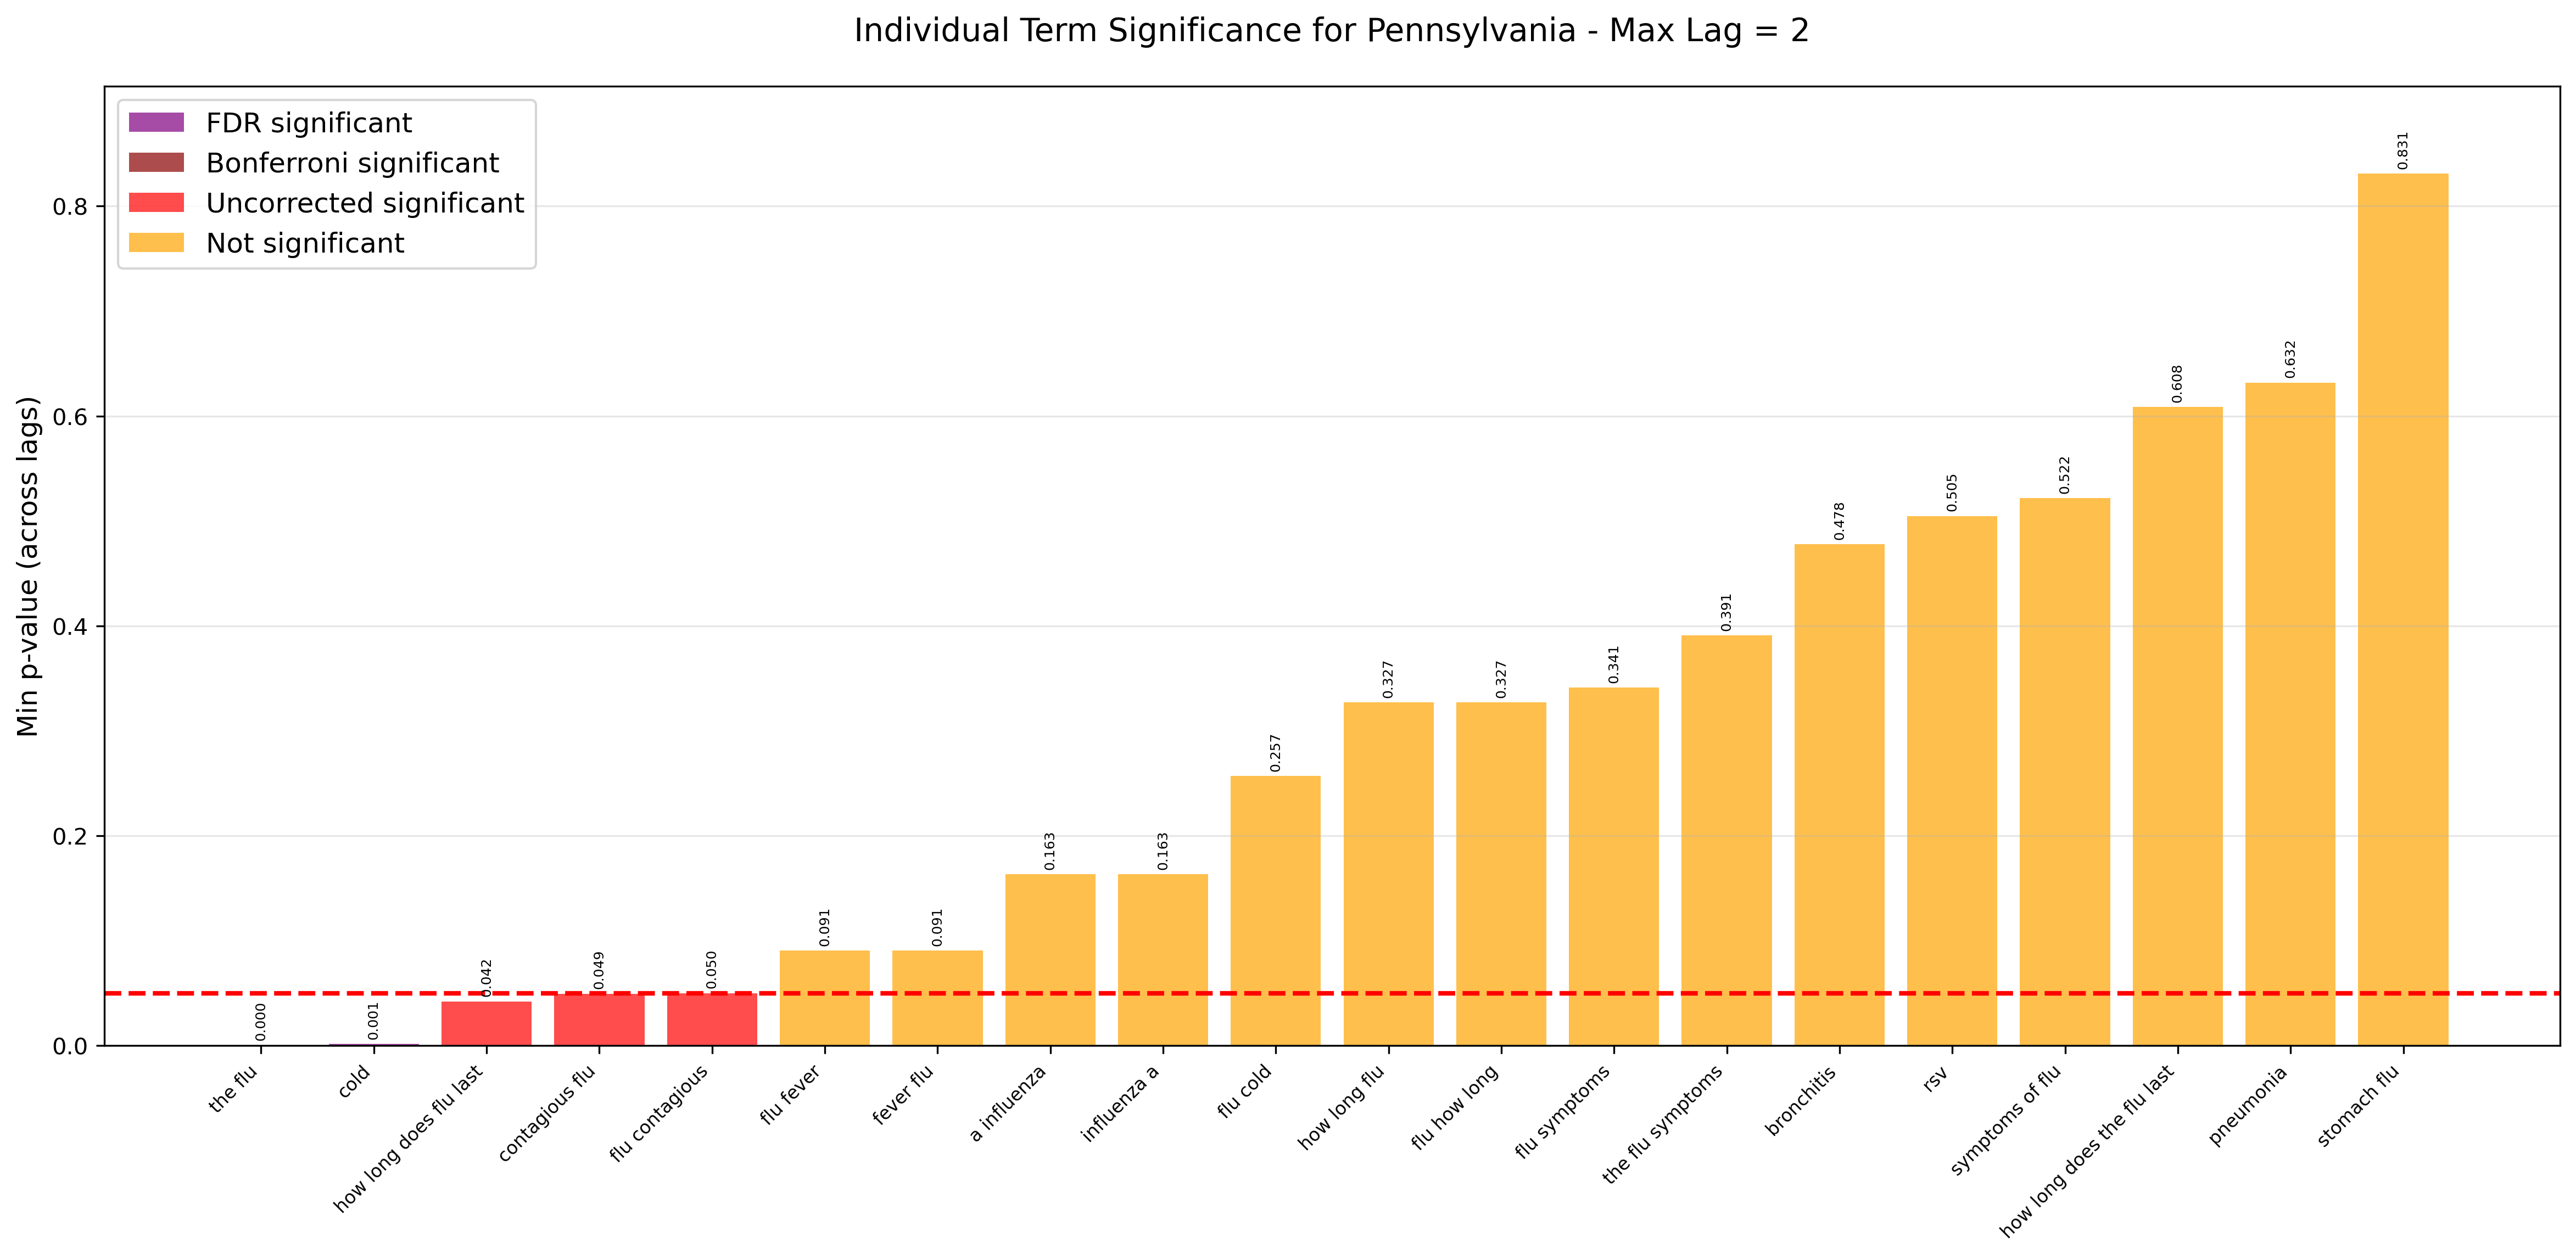 Individual Term Significance for Pennsylvania - Max Lag = 2
FDR significant
Bonferroni significant
Uncorrected significant
Not significant
Min p-value (across lags)
0.8
0.6
0.4
0.2
0.0
0.000
0.001
0.042
0.049
0.050
0.091
0.091
0.163
0.163
0.257
0.327
0.327
0.341
0.391
0.478
0.505
0.522
0.608
0.632
0.831
the flu
cold
how long does flu last
contagious flu
flu contagious
flu fever
fever flu
a influenza
influenza a
flu cold
how long flu
flu how long
flu symptoms
the flu symptoms
bronchitis
rsv
symptoms of flu
how long does the flu last
pneumonia
stomach flu